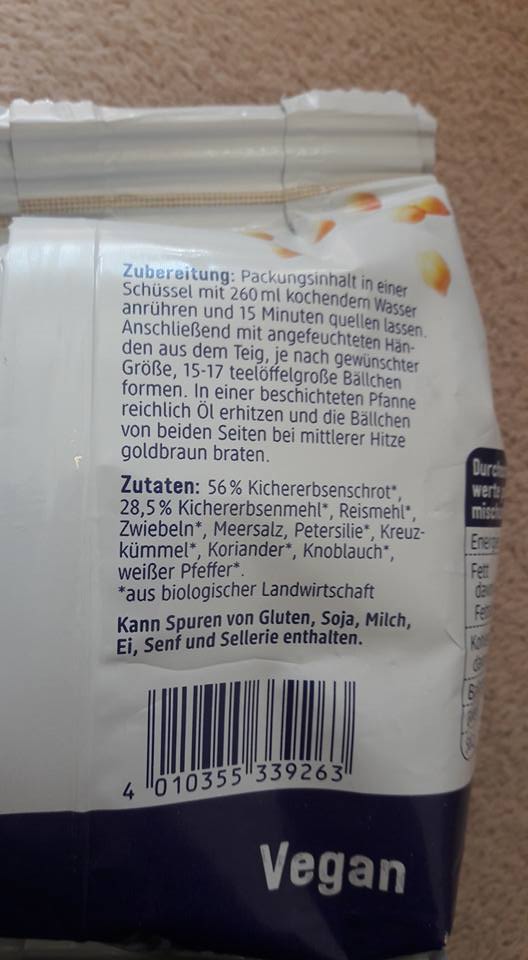 Zubereitung: Packungsinhalt in einer
Schüssel mit 260 ml kochendem Wasser
anrühren und 15 Minuten quellen lassen.
Anschließend mit angefeuchteten Hän-
den aus dem Teig, je nach gewünschter
Größe, 15-17 teelöffelgroße Bällchen
formen. In einer beschichteten Pfanne
reichlich Öl erhitzen und die Bällchen
von beiden Seiten bei mittlerer Hitze
goldbraun braten.
Zutaten: 56 % Kichererbsenschrot*,
28,5 % Kichererbsenmehl*, Reismehl*,
Zwiebeln*, Meersalz, Petersilie*, Kreuz-
kümmel*, Koriander*, Knoblauch*,
weißer Pfeffer*.
*aus biologischer Landwirtschaft
Kann Spuren von Gluten, Soja, Milch,
Ei, Senf und Sellerie enthalten.
4 010355 339263
Vegan
Fett